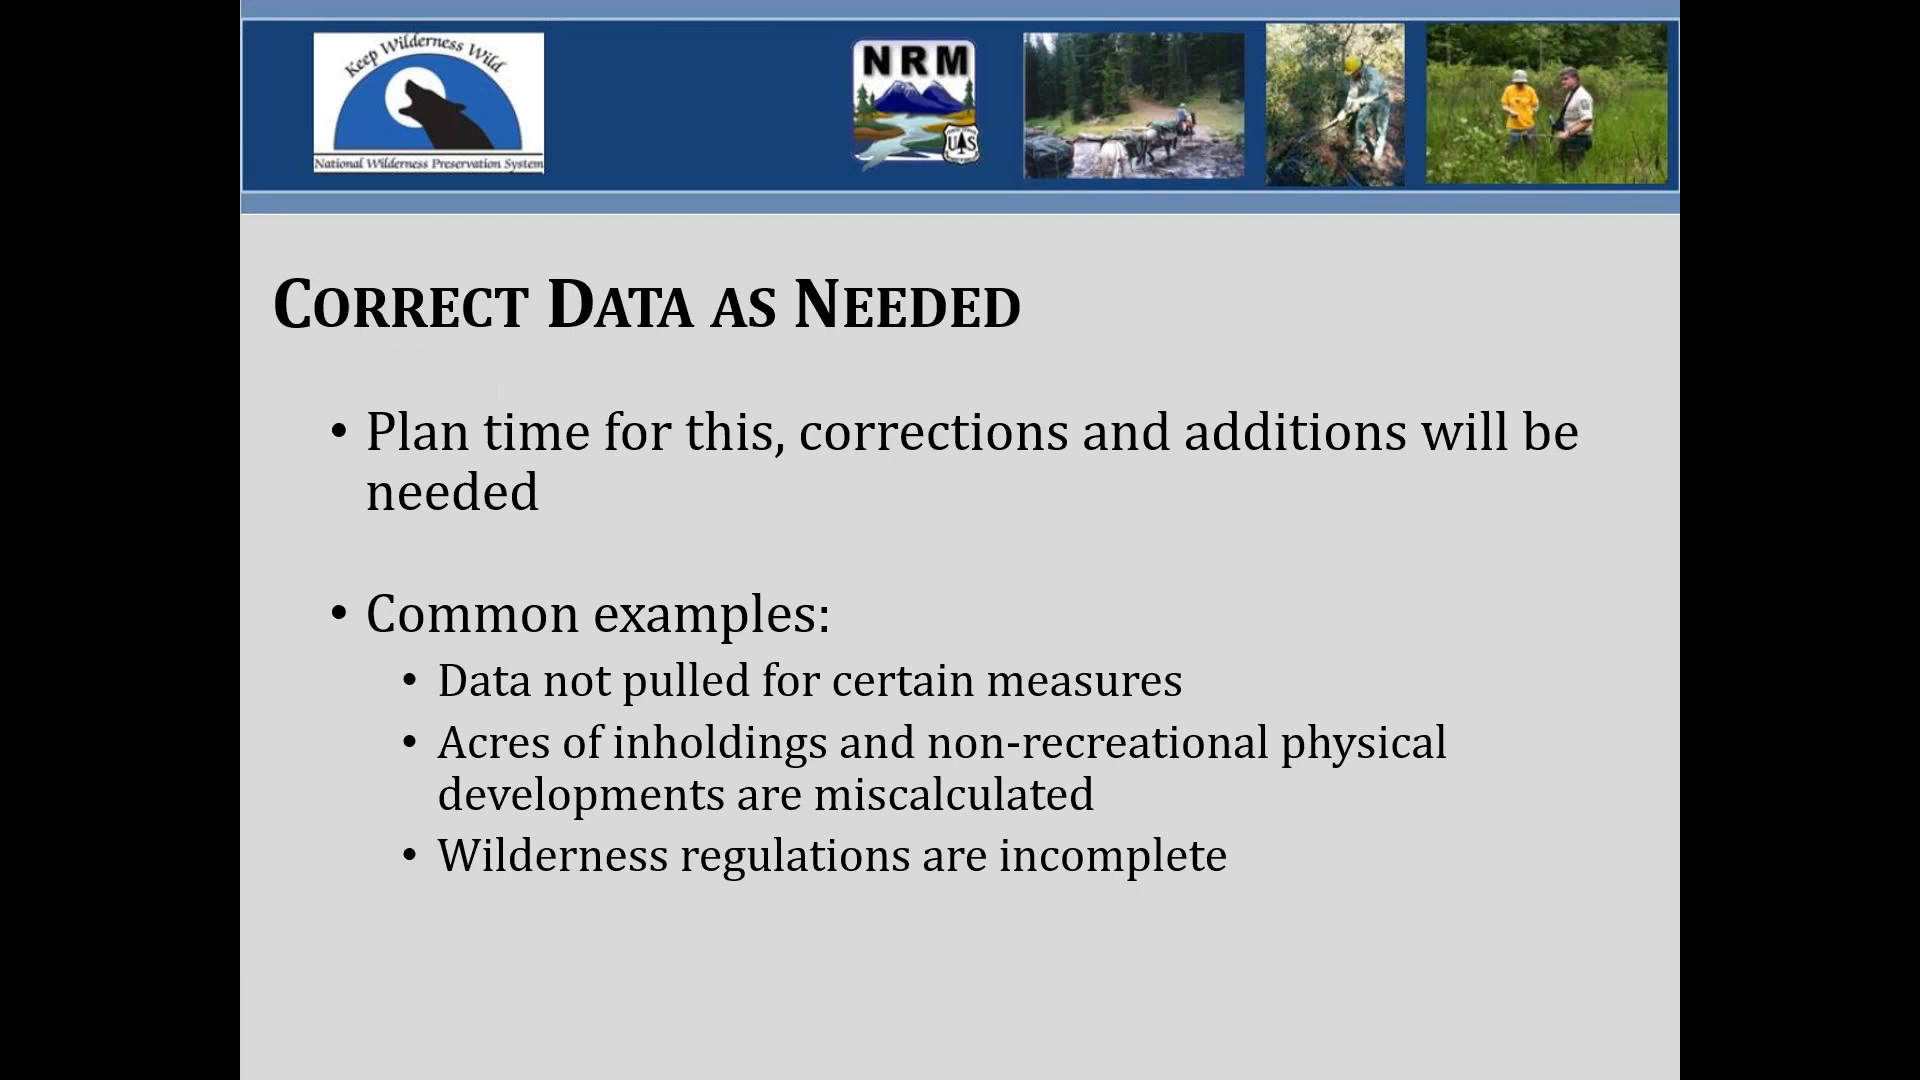 Keep Wilderness Wild
National Wilderness Preservation System
NRM
UAS
CORRECT DATA AS NEEDED
• Plan time for this, corrections and additions will be
needed
• Common examples:
• Data not pulled for certain measures
• Acres of inholdings and non-recreational physical
developments are miscalculated
• Wilderness regulations are incomplete